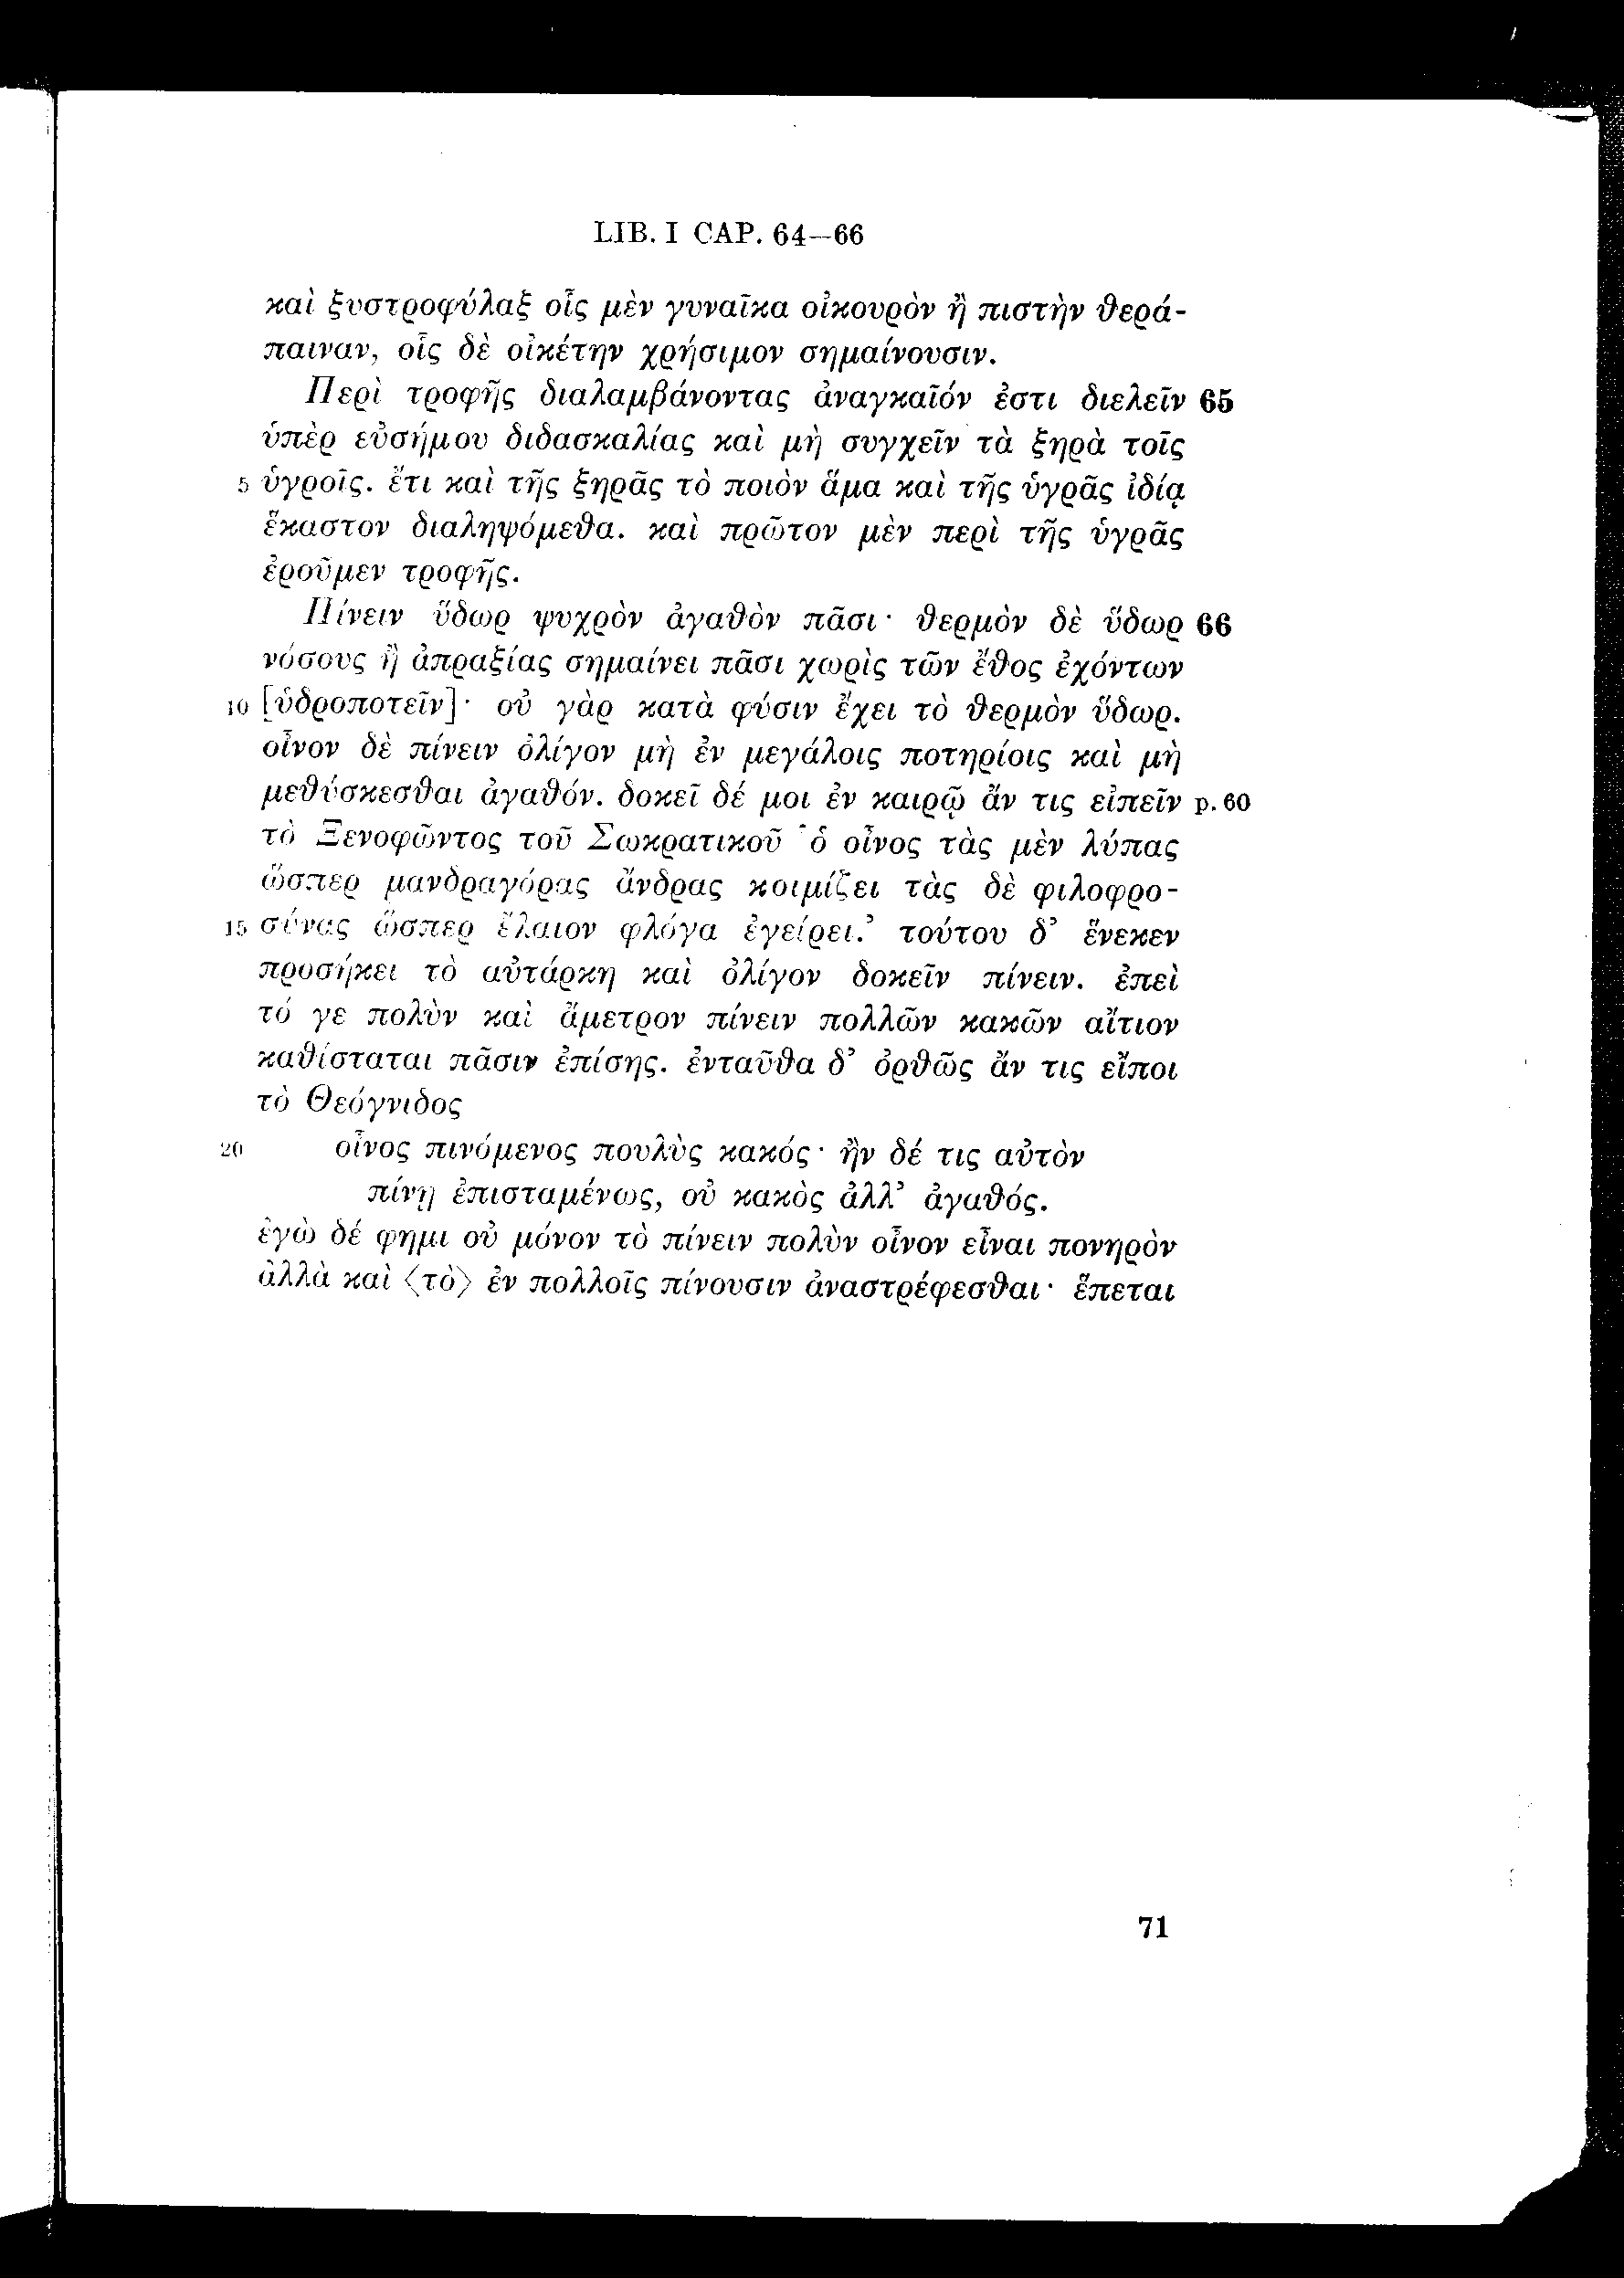 LIB. I CAP. 64—66
καὶ ξυστροφύλαξ οἷς μὲν γυναῖκα οἰκουρὸν ἢ πιστὴν θερά-
παιναν, οἷς δὲ οἰκέτην χρήσιμον σημαίνουσιν.
Περὶ τροφῆς διαλαμβάνοντας ἀναγκαῖόν ἐστι διελεῖν 65
ὑπὲρ εὐσήμου διδασκαλίας καὶ μὴ συγχεῖν τὰ ξηρὰ τοῖς
5 ὑγροῖς. ἔτι καὶ τῆς ξηρᾶς τὸ ποιὸν ἅμα καὶ τῆς ὑγρᾶς ἰδίᾳ
ἕκαστον διαληψόμεθα. καὶ πρῶτον μὲν περὶ τῆς ὑγρᾶς
ἐροῦμεν τροφῆς.
Πίνειν ὕδωρ ψυχρὸν ἀγαθὸν πᾶσι· θερμὸν δὲ ὕδωρ 66
νόσους ἢ ἀπραξίας σημαίνει πᾶσι χωρὶς τῶν ἔθος ἐχόντων
10 [ὑδροποτεῖν]· οὐ γὰρ κατὰ φύσιν ἔχει τὸ θερμὸν ὕδωρ.
οἶνον δὲ πίνειν ὀλίγον μὴ ἐν μεγάλοις ποτηρίοις καὶ μὴ
μεθύσκεσθαι ἀγαθόν. δοκεῖ δέ μοι ἐν καιρῷ ἄν τις εἰπεῖν p. 60
τὸ Ξενοφῶντος τοῦ Σωκρατικοῦ ‘ὁ οἶνος τὰς μὲν λύπας
ὥσπερ μανδραγόρας ἄνδρας κοιμίζει τὰς δὲ φιλοφρο-
15 σύνας ὥσπερ ἔλαιον φλόγα ἐγείρει.’ τούτου δ’ ἕνεκεν
προσήκει τὸ αὐτάρκη καὶ ὀλίγον δοκεῖν πίνειν. ἐπεὶ
τό γε πολὺν καὶ ἄμετρον πίνειν πολλῶν κακῶν αἴτιον
καθίσταται πᾶσιν ἐπίσης. ἐνταῦθα δ’ ὀρθῶς ἄν τις εἴποι
τὸ Θεόγνιδος
20 οἶνος πινόμενος πουλὺς κακός· ἢν δέ τις αὐτὸν
πίνῃ ἐπισταμένως, οὐ κακὸς ἀλλ’ ἀγαθός.
ἐγὼ δέ φημι οὐ μόνον τὸ πίνειν πολὺν οἶνον εἶναι πονηρὸν
ἀλλὰ καὶ ⟨τὸ⟩ ἐν πολλοῖς πίνουσιν ἀναστρέφεσθαι· ἕπεται
71